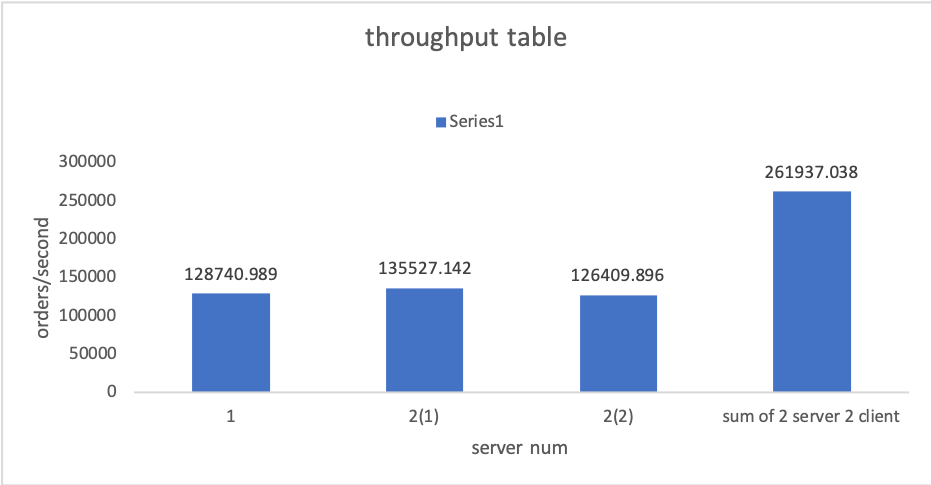 throughput table
Series1
300000
250000
200000
150000
100000
50000
0
orders/second
128740.989
135527.142
126409.896
261937.038
1
2(1)
2(2)
sum of 2 server 2 client
server num